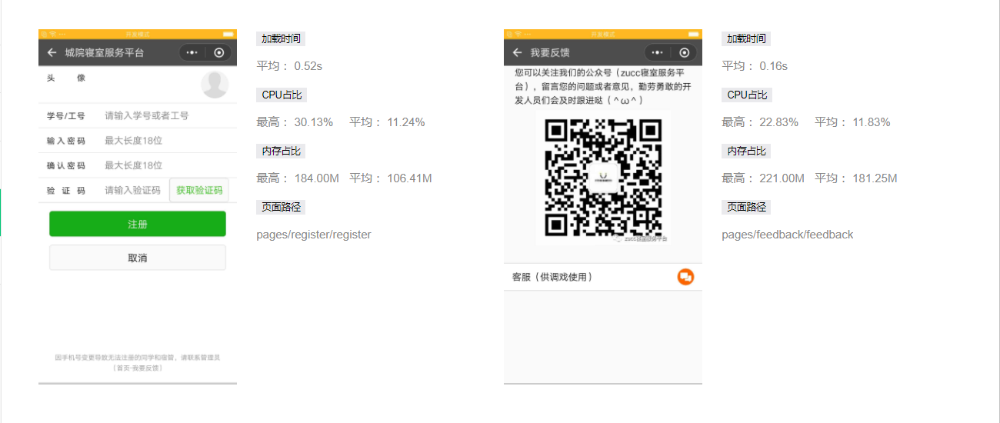 开发模式
城院寝室服务平台
头 像
学号/工号 请输入学号或者工号
输入密码 最大长度18位
确认密码 最大长度18位
验 证 码 请输入验证码 获取验证码
注册
取消
因手机号变更导致无法注册的同学和宿管，请联系管理员
（首页-我要反馈）
加载时间
平均： 0.52s
CPU占比
最高： 30.13% 平均： 11.24%
内存占比
最高： 184.00M 平均： 106.41M
页面路径
pages/register/register
开发模式
我要反馈
您可以关注我们的公众号（zucc寝室服务平
台），留言您的问题或者意见，勤劳勇敢的开
发人员们会及时跟进哒（＾ω＾）
zucc寝室服务平台
客服（供调戏使用）
加载时间
平均： 0.16s
CPU占比
最高： 22.83% 平均： 11.83%
内存占比
最高： 221.00M 平均： 181.25M
页面路径
pages/feedback/feedback